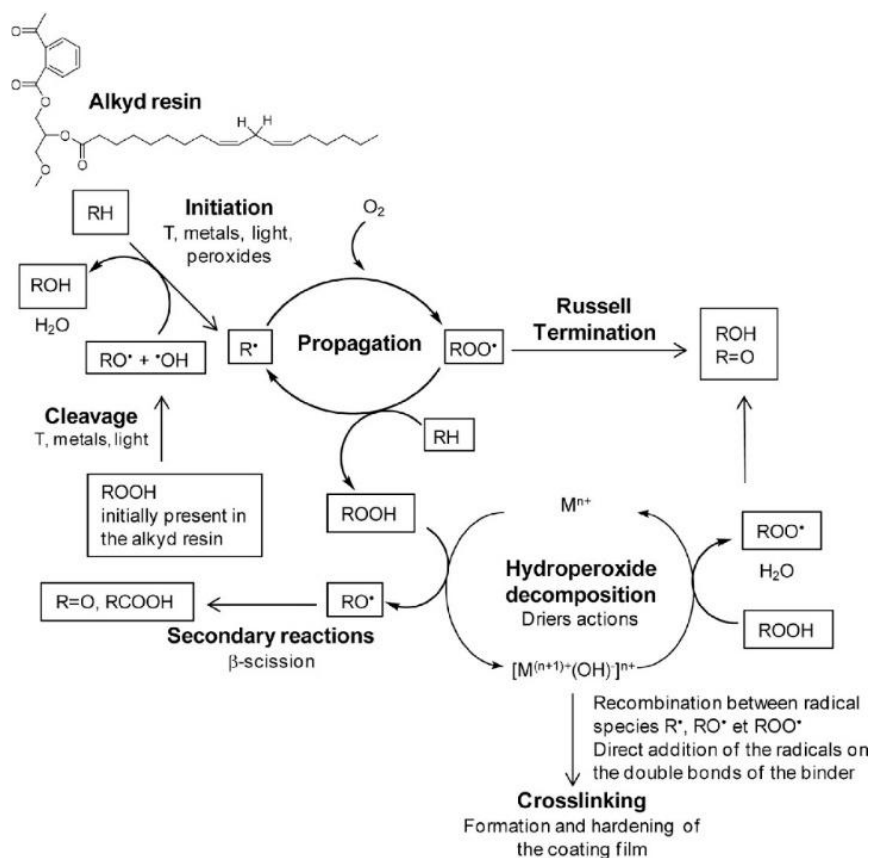 O
O
O
O
O
O
H H
Alkyd resin
RH
Initiation
T, metals, light,
peroxides
O₂
ROH
H₂O
RO• + •OH
R•
Propagation
ROO•
Russell
Termination
ROH
R=O
Cleavage
T, metals, light
RH
ROOH
initially present in
the alkyd resin
ROOH
Mⁿ⁺
ROO•
H₂O
Hydroperoxide
decomposition
Driers actions
ROOH
R=O, RCOOH
RO•
Secondary reactions
β-scission
[M⁽ⁿ⁺¹⁾⁺(OH)⁻]ⁿ⁺
Recombination between radical
species R•, RO• et ROO•
Direct addition of the radicals on
the double bonds of the binder
Crosslinking
Formation and hardening of
the coating film